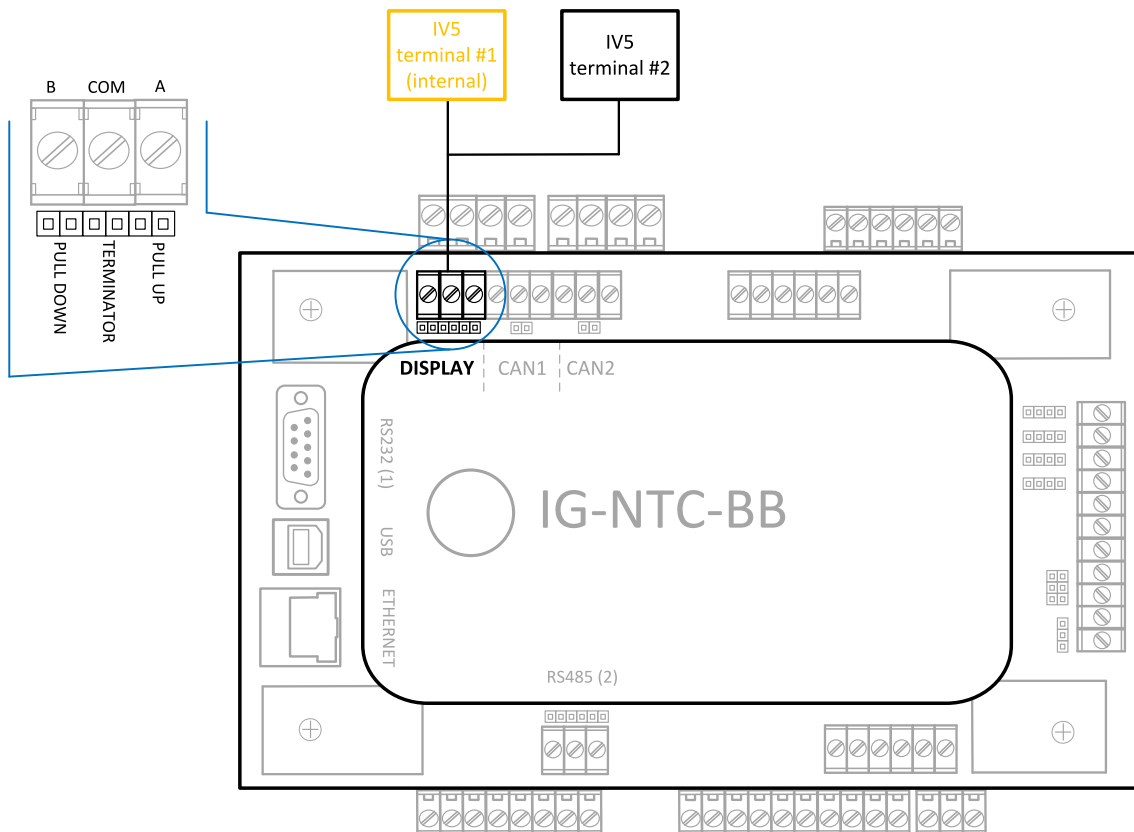 IV5
terminal #1
(internal)
IV5
terminal #2
B COM A
PULL DOWN
TERMINATOR
PULL UP
DISPLAY CAN1 CAN2
RS232 (1)
IG-NTC-BB
USB
ETHERNET
RS485 (2)